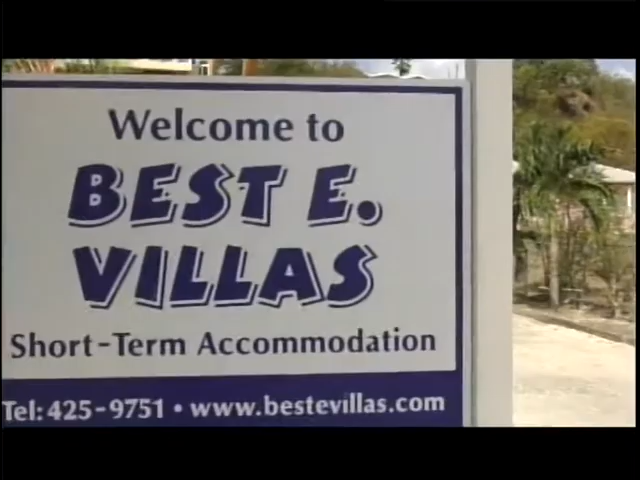 Welcome to
BEST E.
VILLAS
Short-Term Accommodation
Tel: 425-9751 • www.bestevillas.com